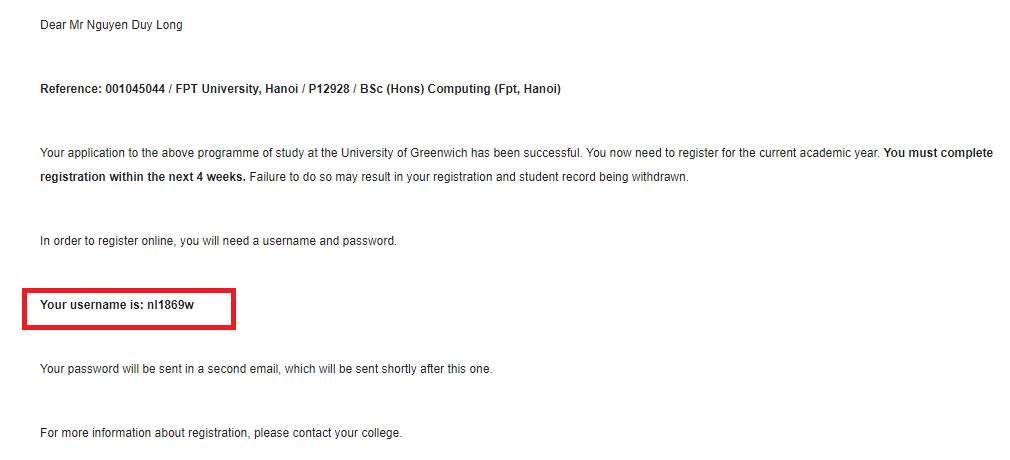 Dear Mr Nguyen Duy Long
Reference: 001045044 / FPT University, Hanoi / P12928 / BSc (Hons) Computing (Fpt, Hanoi)
Your application to the above programme of study at the University of Greenwich has been successful. You now need to register for the current academic year. You must complete
registration within the next 4 weeks. Failure to do so may result in your registration and student record being withdrawn.
In order to register online, you will need a username and password.
Your username is: nl1869w
Your password will be sent in a second email, which will be sent shortly after this one.
For more information about registration, please contact your college.